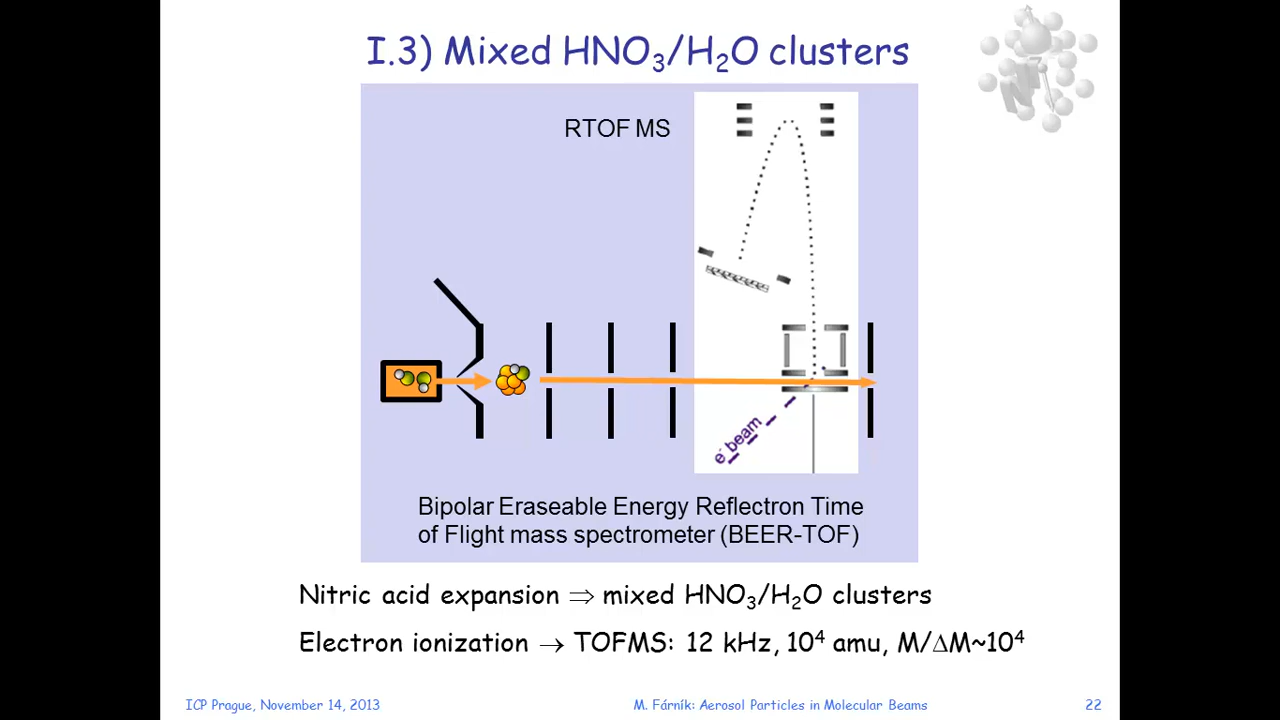 I.3) Mixed HNO₃/H₂O clusters
RTOF MS
e⁻ beam
Bipolar Eraseable Energy Reflectron Time
of Flight mass spectrometer (BEER-TOF)
Nitric acid expansion ⇒ mixed HNO₃/H₂O clusters
Electron ionization → TOFMS: 12 kHz, 10⁴ amu, M/ΔM~10⁴
ICP Prague, November 14, 2013
M. Fárník: Aerosol Particles in Molecular Beams
22